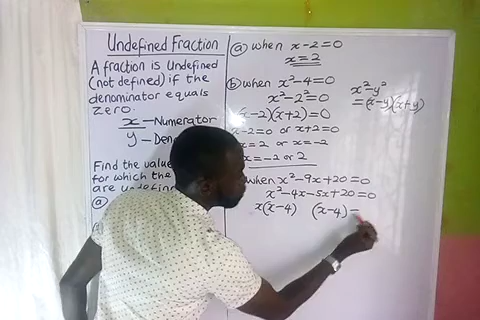 Undefined Fraction
A fraction is Undefined
(not defined) if the
denominator equals
zero.
x — Numerator
y — Den
Find the value
for which the
are undefin
(a)
(a) when x-2=0
x=2
(b) when x²-4=0
x²-2²=0
(x-2)(x+2)=0
x-2=0 or x+2=0
x=2 or x=-2
x=-2 or 2
x²-y²
=(x-y)(x+y)
when x²-9x+20=0
x²-4x-5x+20=0
x(x-4) (x-4)=